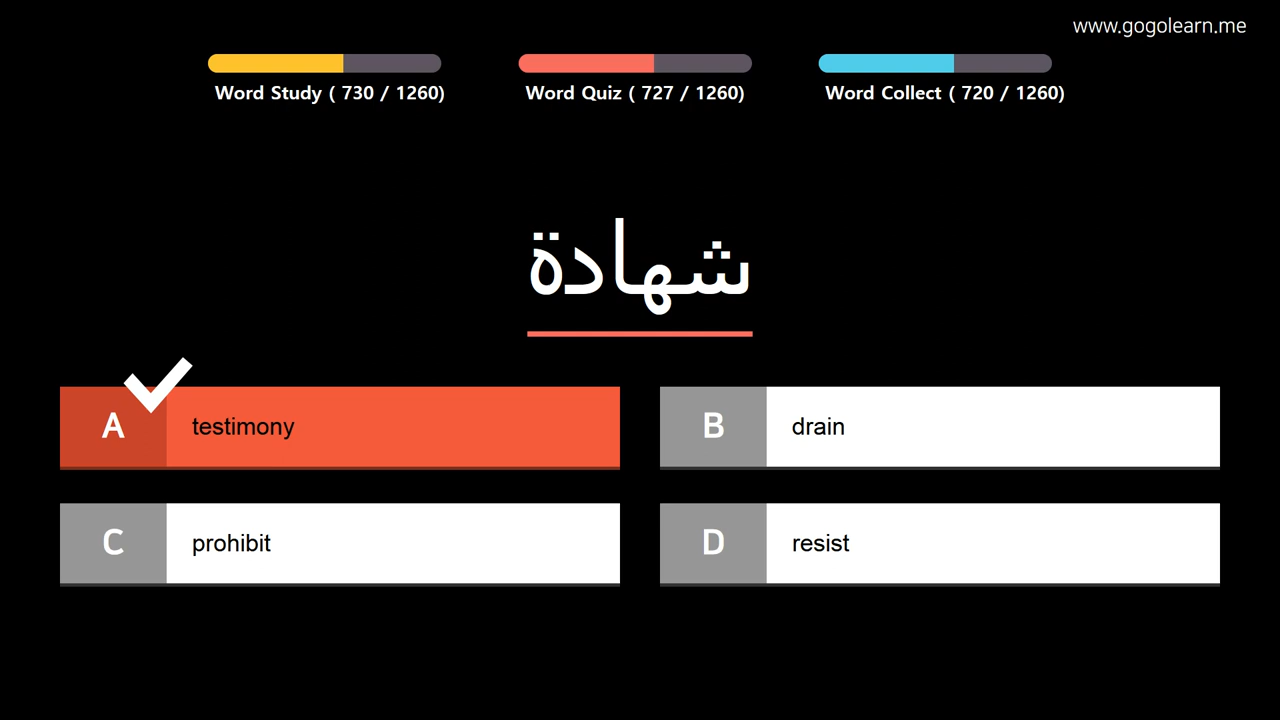 www.gogolearn.me
Word Study ( 730 / 1260)
Word Quiz ( 727 / 1260)
Word Collect ( 720 / 1260)
شهادة
A testimony
B drain
C prohibit
D resist